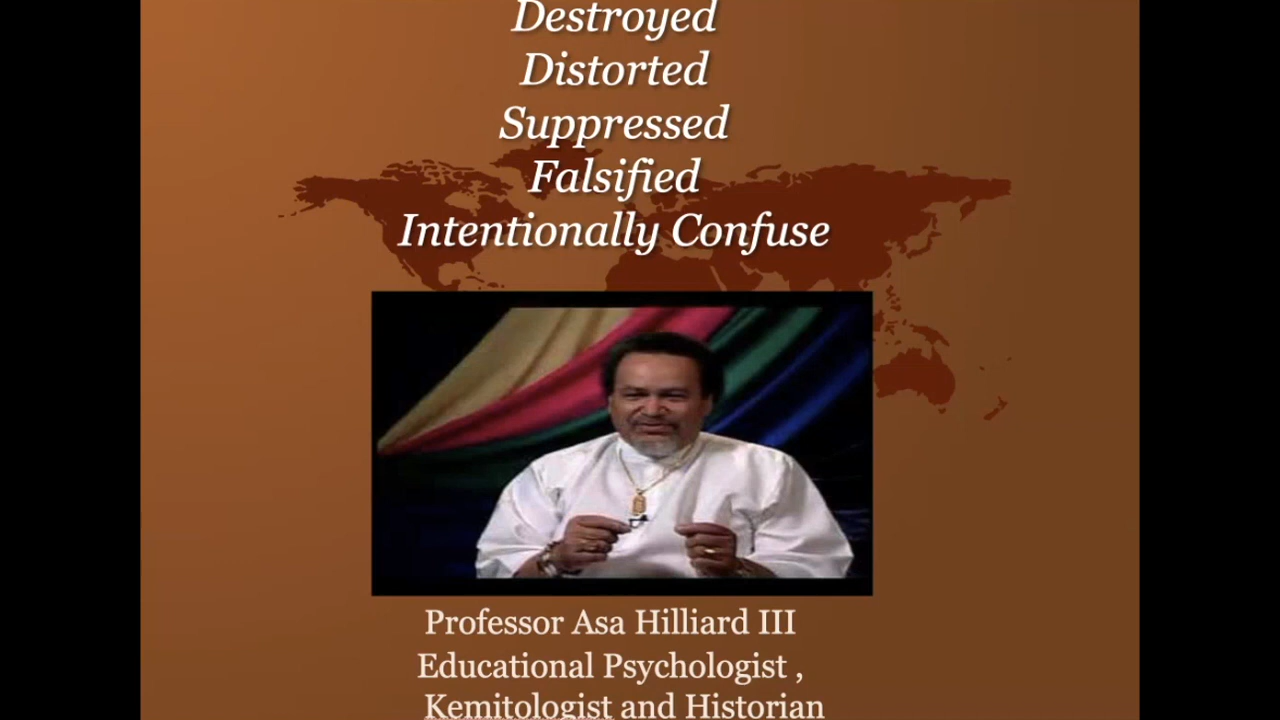 Destroyed
Distorted
Suppressed
Falsified
Intentionally Confuse
Professor Asa Hilliard III
Educational Psychologist ,
Kemitologist and Historian